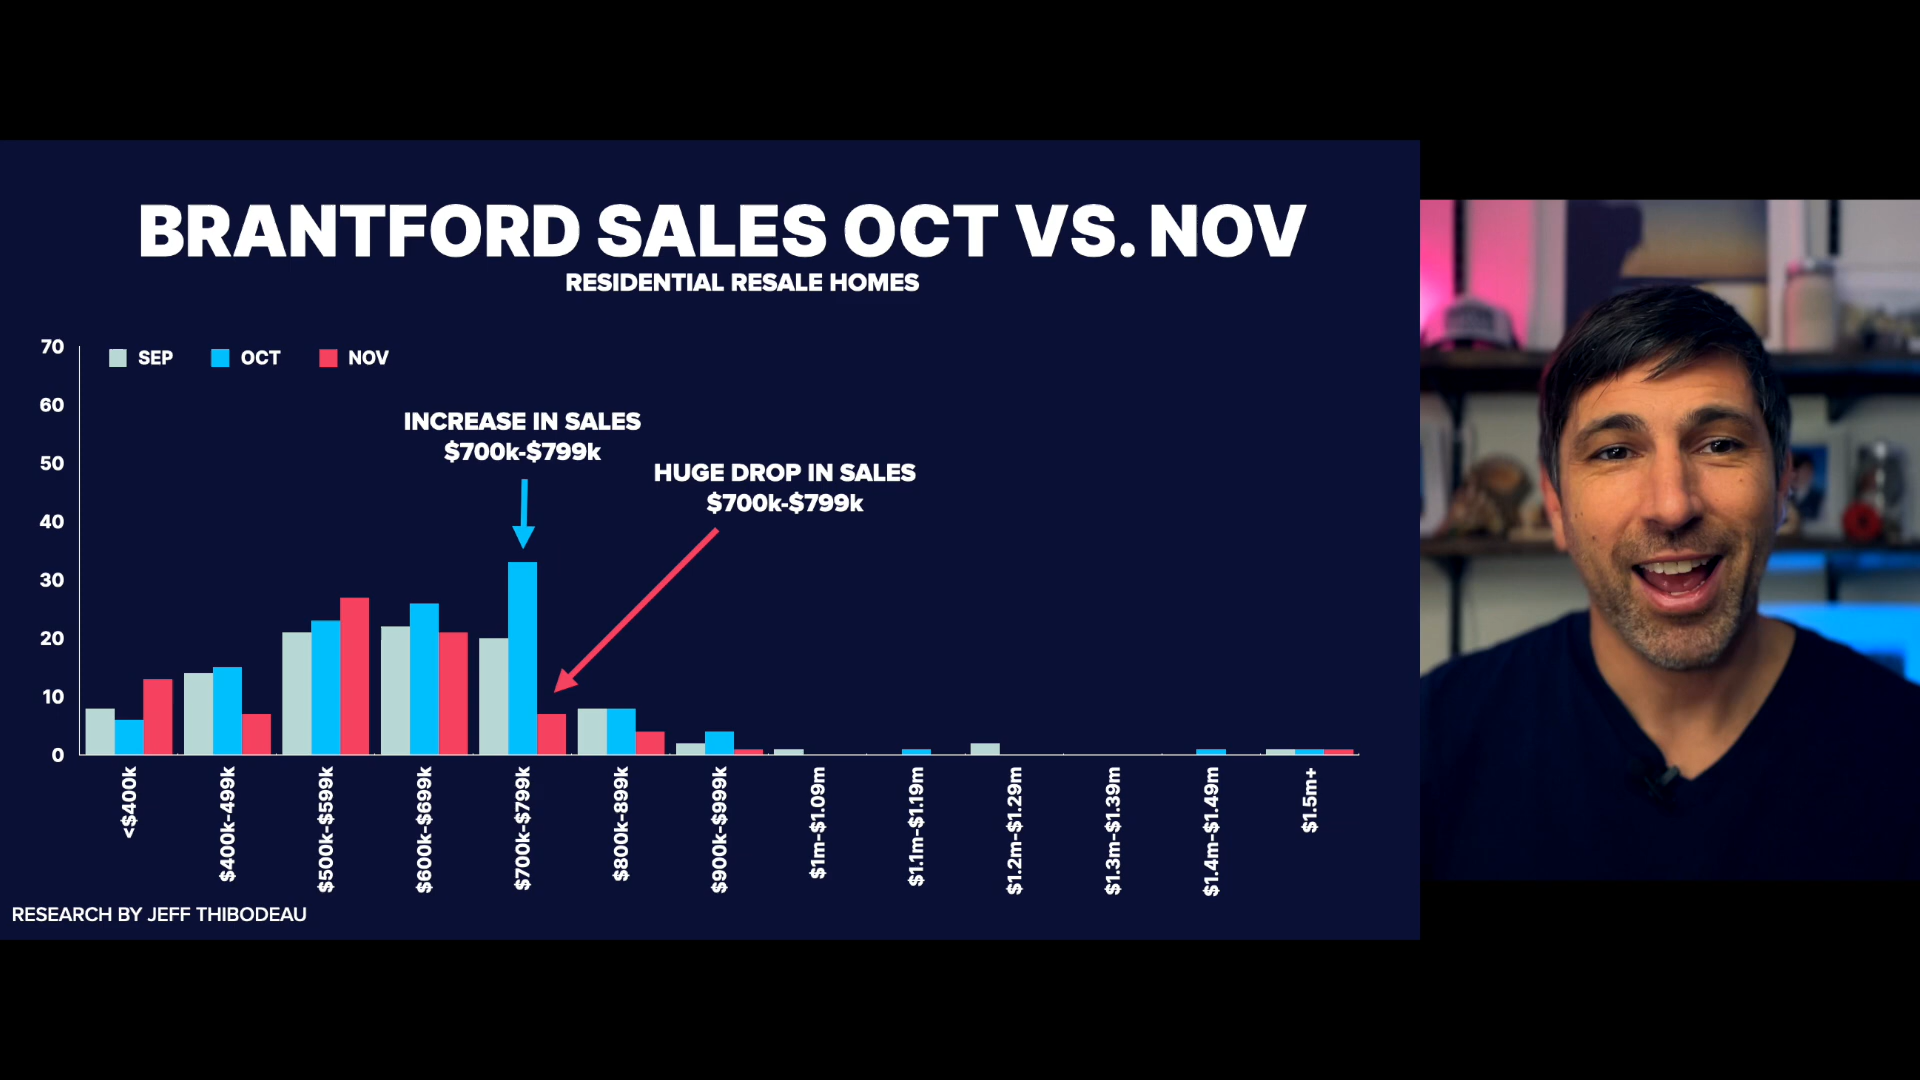 BRANTFORD SALES OCT VS. NOV
RESIDENTIAL RESALE HOMES
70
60
50
40
30
20
10
0
SEP
OCT
NOV
INCREASE IN SALES
$700k-$799k
HUGE DROP IN SALES
$700k-$799k
<$400k
$400k-499k
$500k-$599k
$600k-$699k
$700k-$799k
$800k-899k
$900k-$999k
$1m-$1.09m
$1.1m-$1.19m
$1.2m-$1.29m
$1.3m-$1.39m
$1.4m-$1.49m
$1.5m+
RESEARCH BY JEFF THIBODEAU